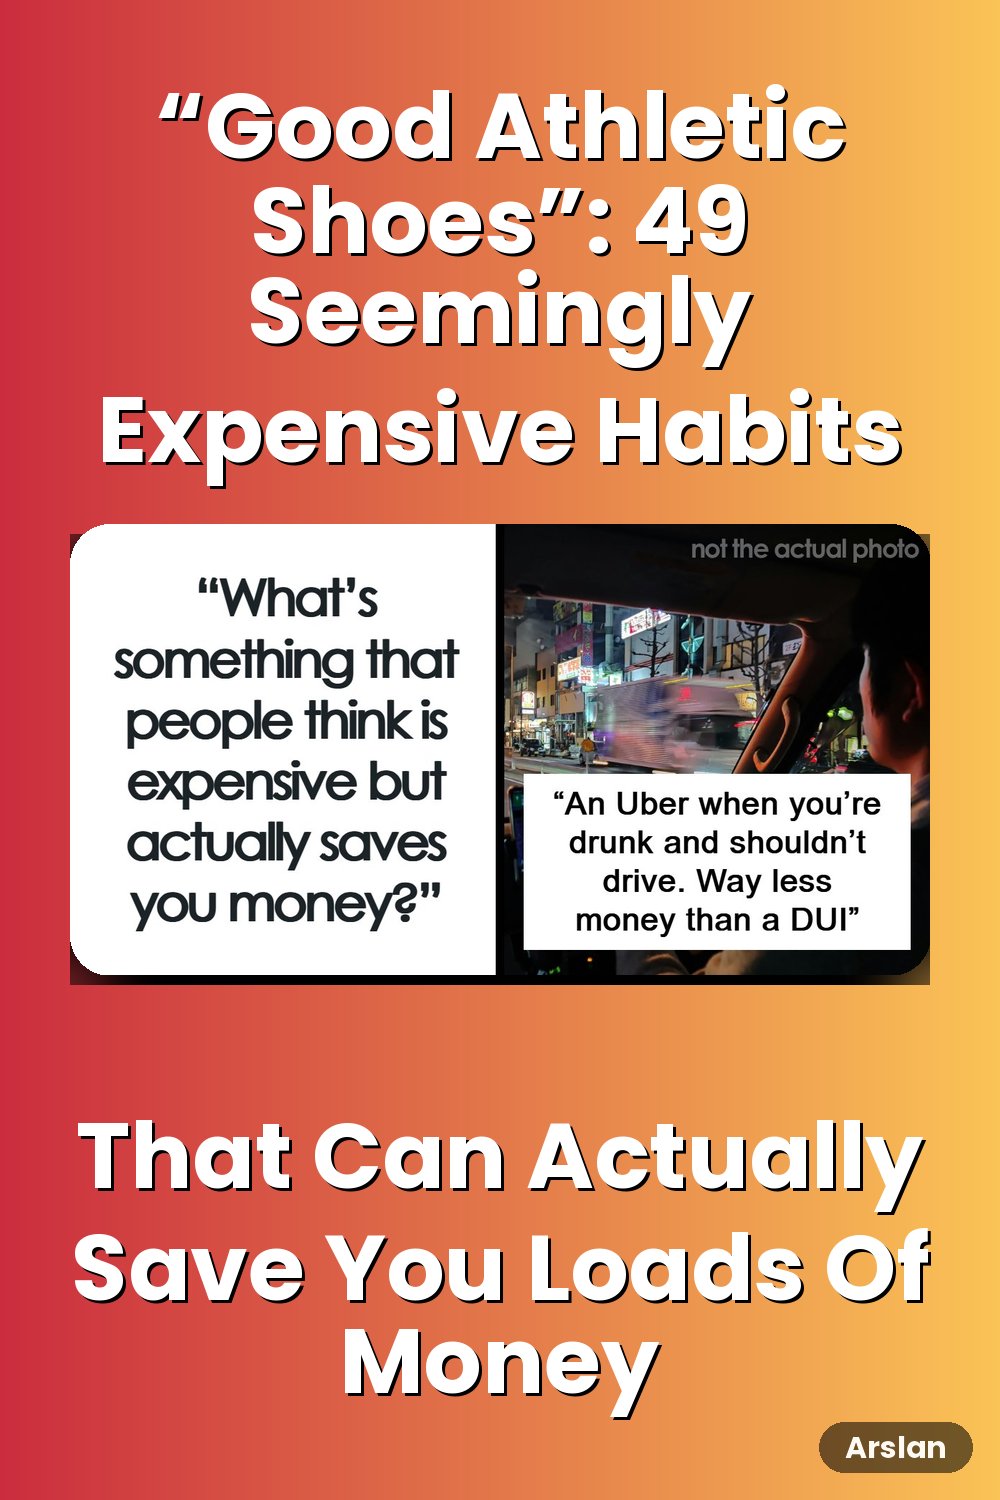 “Good Athletic
Shoes”: 49
Seemingly
Expensive Habits
“What’s
something that
people think is
expensive but
actually saves
you money?”
not the actual photo
“An Uber when you’re
drunk and shouldn’t
drive. Way less
money than a DUI”
That Can Actually
Save You Loads Of
Money
Arslan